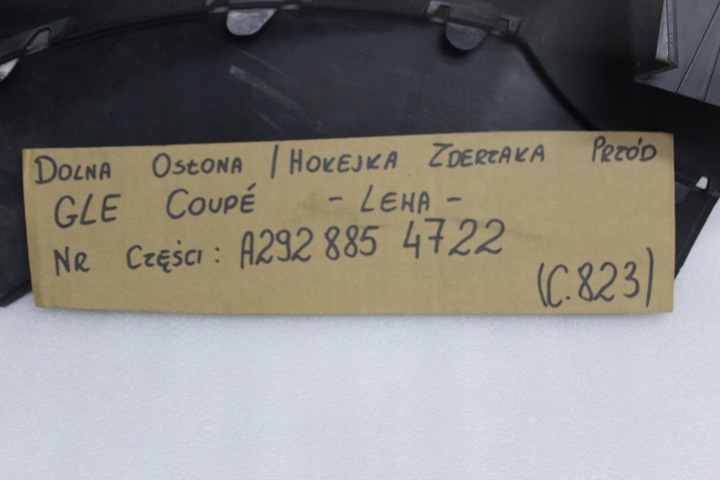 DOLNA OSŁONA / HOKEJKA ZDERZAKA PRZÓD
GLE COUPÉ - LEWA -
NR CZĘŚCI: A292 885 4722
(C.823)